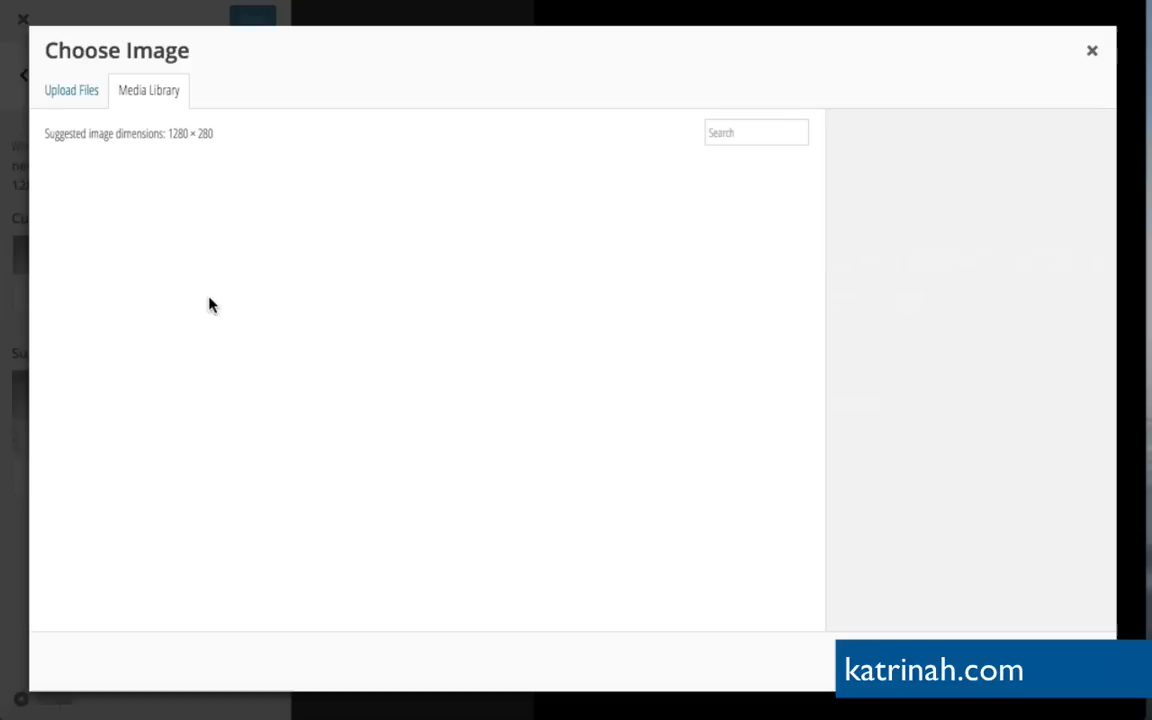 Choose Image
Upload Files
Media Library
Suggested image dimensions: 1280 × 280
Search
katrinah.com